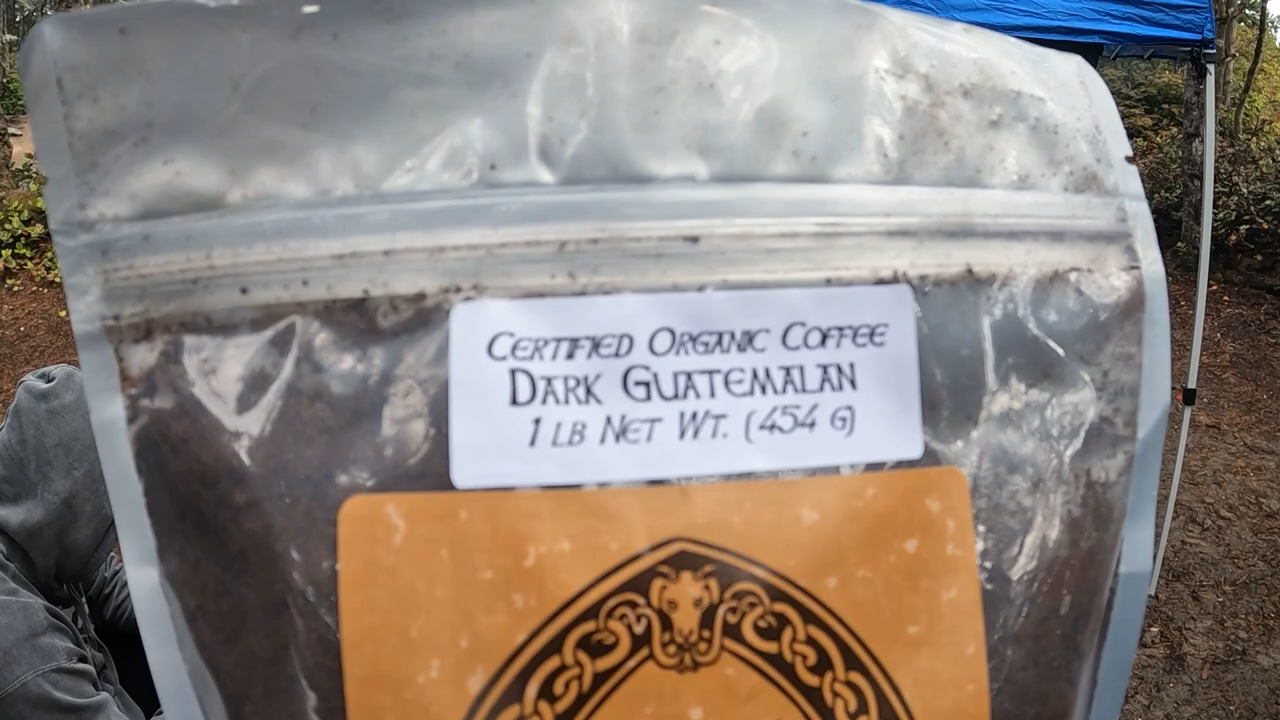 CERTIFIED ORGANIC COFFEE
DARK GUATEMALAN
1 LB NET WT. (454 G)